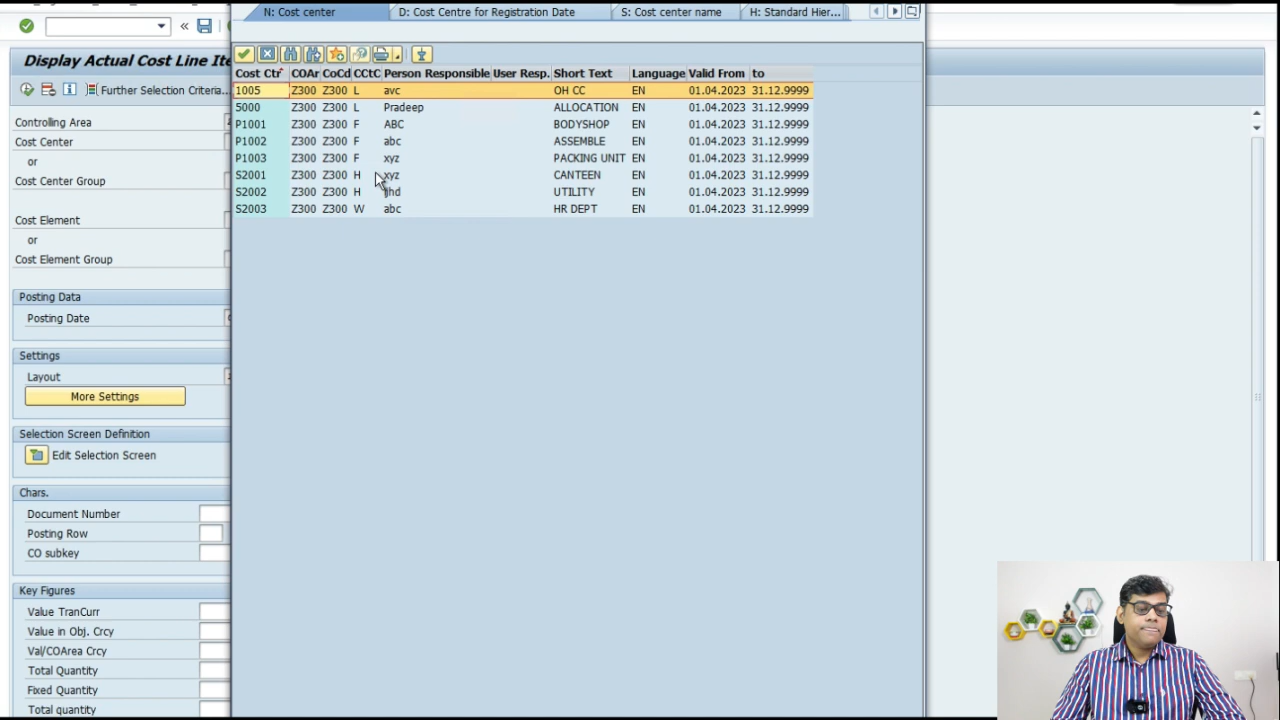 N: Cost center D: Cost Centre for Registration Date S: Cost center name H: Standard Hier...
Display Actual Cost Line Ite
Further Selection Criteria...
Controlling Area
Cost Center
or
Cost Center Group
Cost Element
or
Cost Element Group
Posting Data
Posting Date
Settings
Layout
More Settings
Selection Screen Definition
Edit Selection Screen
Chars.
Document Number
Posting Row
CO subkey
Key Figures
Value TranCurr
Value in Obj. Crcy
Val/COArea Crcy
Total Quantity
Fixed Quantity
Total quantity
Cost Ctr COAr CoCd CCtC Person Responsible User Resp. Short Text Language Valid From to
1005 Z300 Z300 L avc OH CC EN 01.04.2023 31.12.9999
5000 Z300 Z300 L Pradeep ALLOCATION EN 01.04.2023 31.12.9999
P1001 Z300 Z300 F ABC BODYSHOP EN 01.04.2023 31.12.9999
P1002 Z300 Z300 F abc ASSEMBLE EN 01.04.2023 31.12.9999
P1003 Z300 Z300 F xyz PACKING UNIT EN 01.04.2023 31.12.9999
S2001 Z300 Z300 H xyz CANTEEN EN 01.04.2023 31.12.9999
S2002 Z300 Z300 H UTILITY EN 01.04.2023 31.12.9999
S2003 Z300 Z300 W abc HR DEPT EN 01.04.2023 31.12.9999